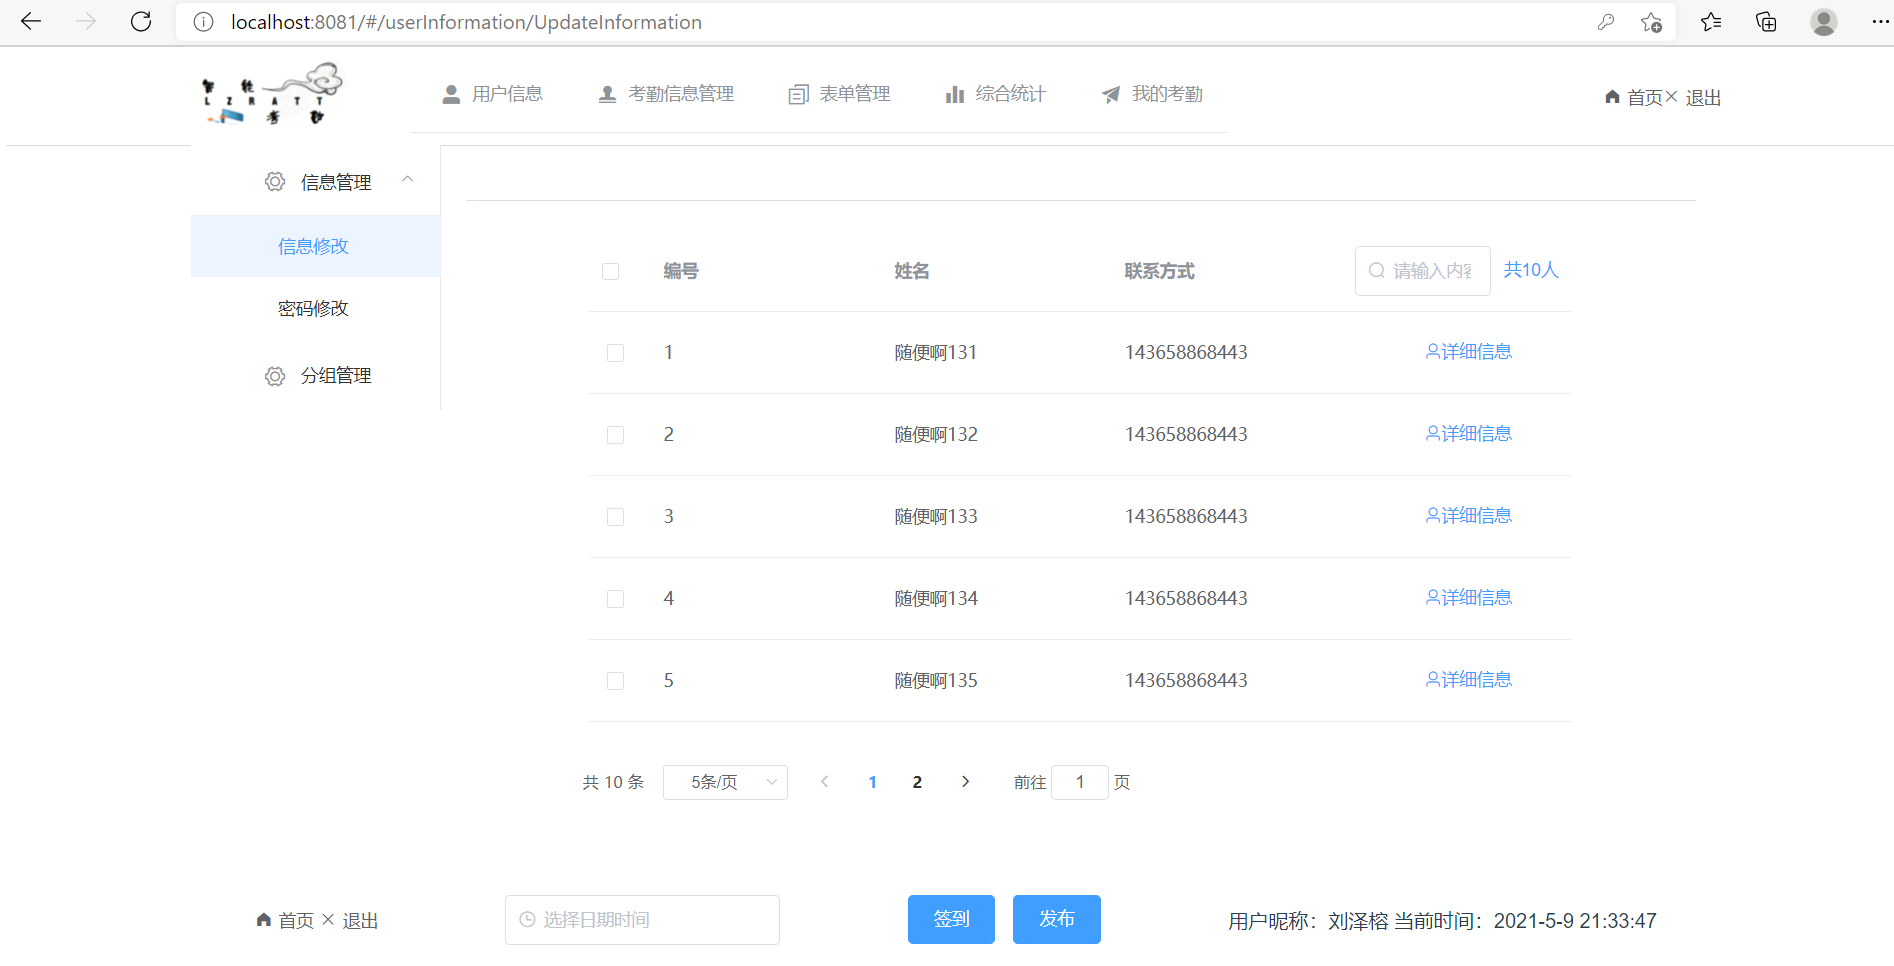 localhost:8081/#/userInformation/UpdateInformation
智能
LZRATT
考勤
用户信息 考勤信息管理 表单管理 综合统计 我的考勤
首页 退出
信息管理
信息修改
密码修改
分组管理
编号 姓名 联系方式 请输入内容 共10人
1 随便啊131 143658868443 详细信息
2 随便啊132 143658868443 详细信息
3 随便啊133 143658868443 详细信息
4 随便啊134 143658868443 详细信息
5 随便啊135 143658868443 详细信息
共 10 条 5条/页 1 2 前往 1 页
首页 退出 选择日期时间 签到 发布 用户昵称：刘泽榕 当前时间：2021-5-9 21:33:47